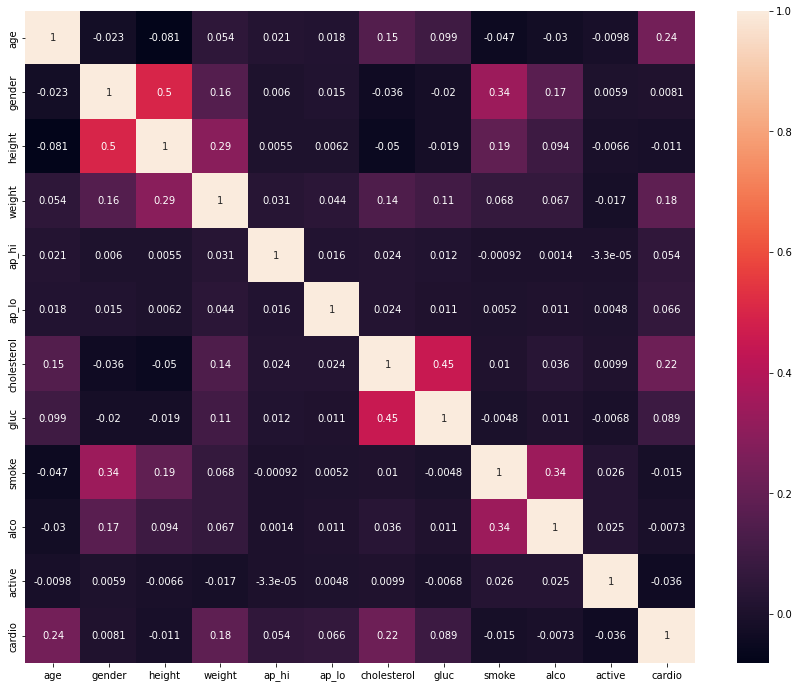 age 1 -0.023 -0.081 0.054 0.021 0.018 0.15 0.099 -0.047 -0.03 -0.0098 0.24
gender -0.023 1 0.5 0.16 0.006 0.015 -0.036 -0.02 0.34 0.17 0.0059 0.0081
height -0.081 0.5 1 0.29 0.0055 0.0062 -0.05 -0.019 0.19 0.094 -0.0066 -0.011
weight 0.054 0.16 0.29 1 0.031 0.044 0.14 0.11 0.068 0.067 -0.017 0.18
ap_hi 0.021 0.006 0.0055 0.031 1 0.016 0.024 0.012 -0.00092 0.0014 -3.3e-05 0.054
ap_lo 0.018 0.015 0.0062 0.044 0.016 1 0.024 0.011 0.0052 0.011 0.0048 0.066
cholesterol 0.15 -0.036 -0.05 0.14 0.024 0.024 1 0.45 0.01 0.036 0.0099 0.22
gluc 0.099 -0.02 -0.019 0.11 0.012 0.011 0.45 1 -0.0048 0.011 -0.0068 0.089
smoke -0.047 0.34 0.19 0.068 -0.00092 0.0052 0.01 -0.0048 1 0.34 0.026 -0.015
alco -0.03 0.17 0.094 0.067 0.0014 0.011 0.036 0.011 0.34 1 0.025 -0.0073
active -0.0098 0.0059 -0.0066 -0.017 -3.3e-05 0.0048 0.0099 -0.0068 0.026 0.025 1 -0.036
cardio 0.24 0.0081 -0.011 0.18 0.054 0.066 0.22 0.089 -0.015 -0.0073 -0.036 1
age gender height weight ap_hi ap_lo cholesterol gluc smoke alco active cardio
1.0
0.8
0.6
0.4
0.2
0.0